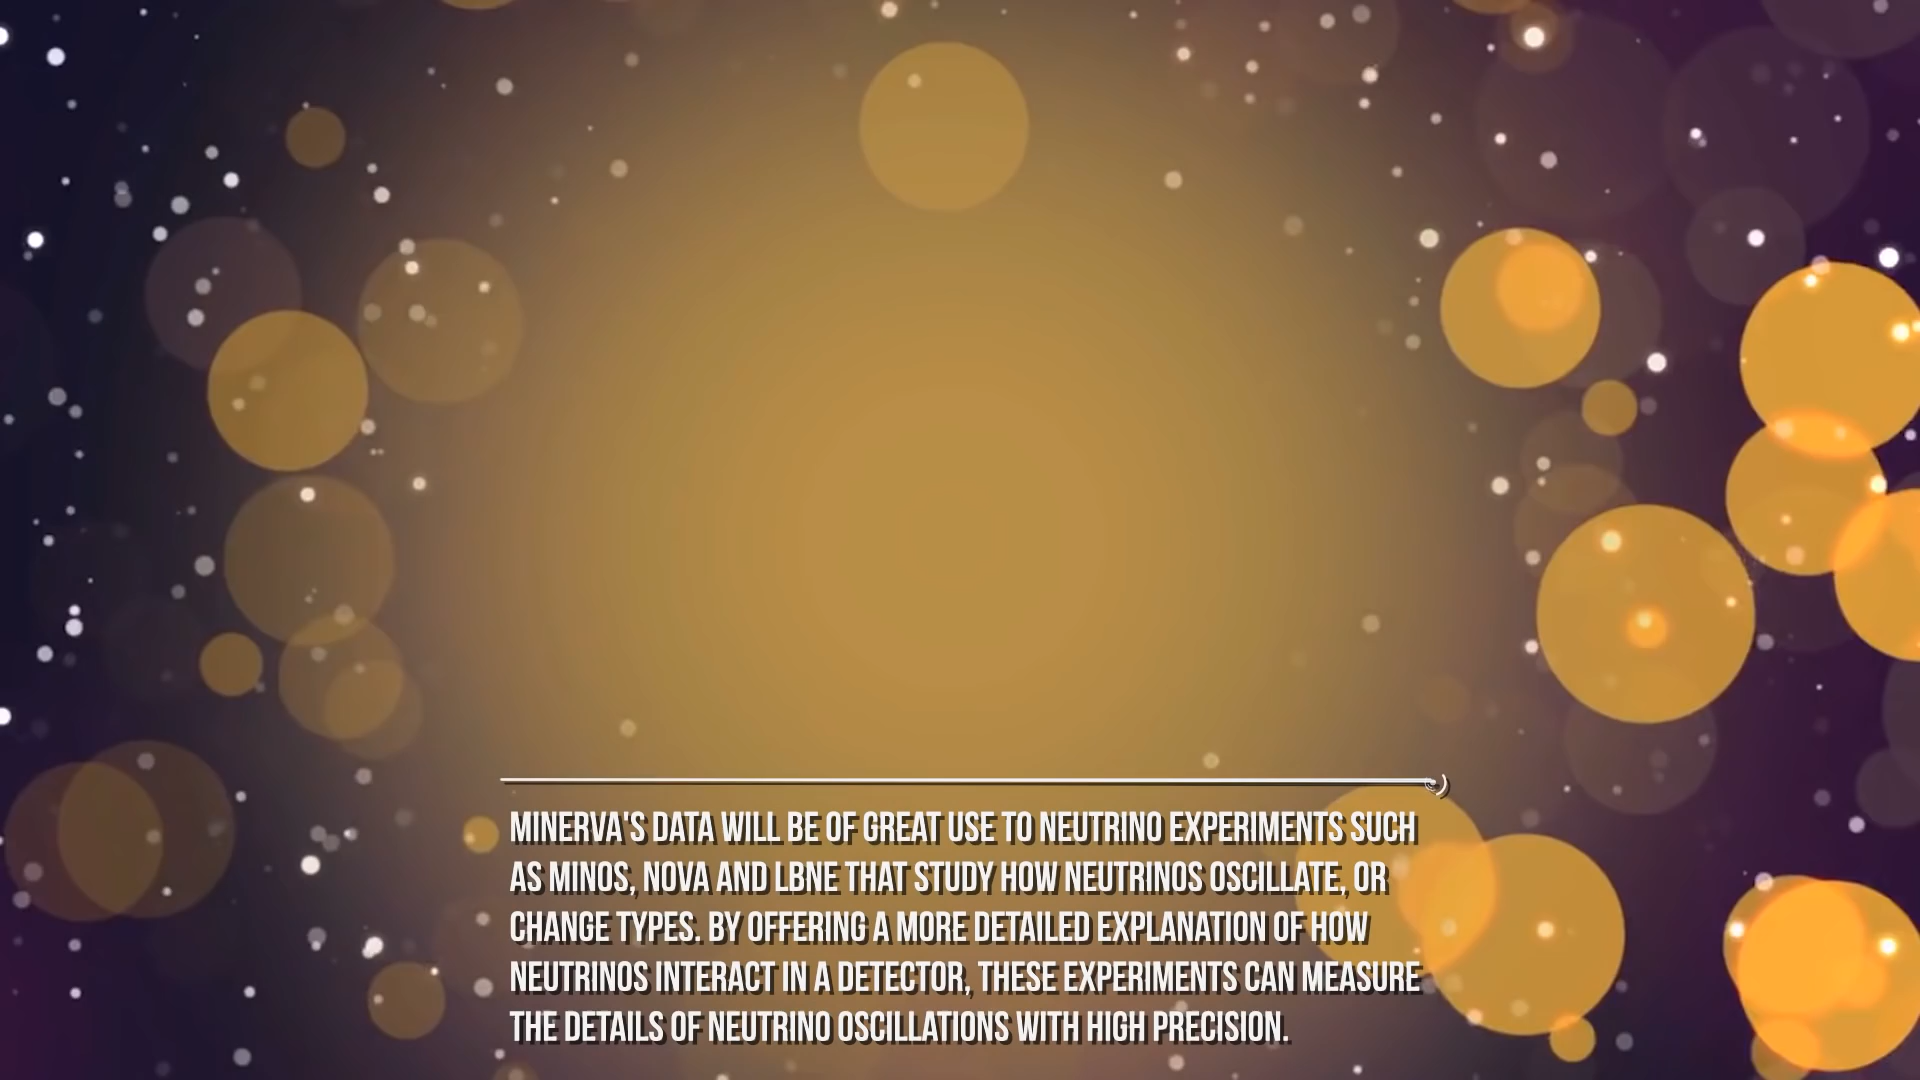 MINERVA'S DATA WILL BE OF GREAT USE TO NEUTRINO EXPERIMENTS SUCH
AS MINOS, NOVA AND LBNE THAT STUDY HOW NEUTRINOS OSCILLATE, OR
CHANGE TYPES. BY OFFERING A MORE DETAILED EXPLANATION OF HOW
NEUTRINOS INTERACT IN A DETECTOR, THESE EXPERIMENTS CAN MEASURE
THE DETAILS OF NEUTRINO OSCILLATIONS WITH HIGH PRECISION.